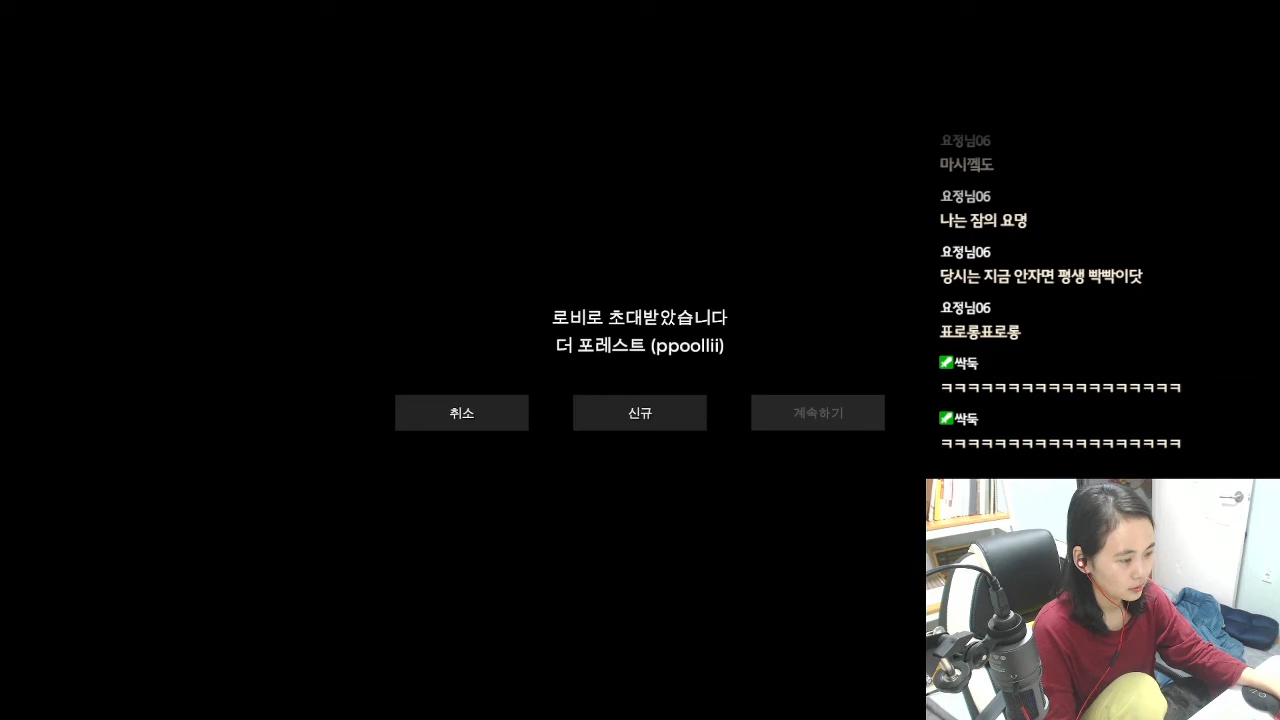 로비로 초대받았습니다
더 포레스트 (ppoollii)
취소
신규
계속하기
요정님06
마시껰도
요정님06
나는 잠의 요명
요정님06
당시는 지금 안자면 평생 빡빡이닷
요정님06
표로롱표로롱
싹둑
ㅋㅋㅋㅋㅋㅋㅋㅋㅋㅋㅋㅋㅋㅋㅋㅋㅋㅋ
싹둑
ㅋㅋㅋㅋㅋㅋㅋㅋㅋㅋㅋㅋㅋㅋㅋㅋㅋㅋ